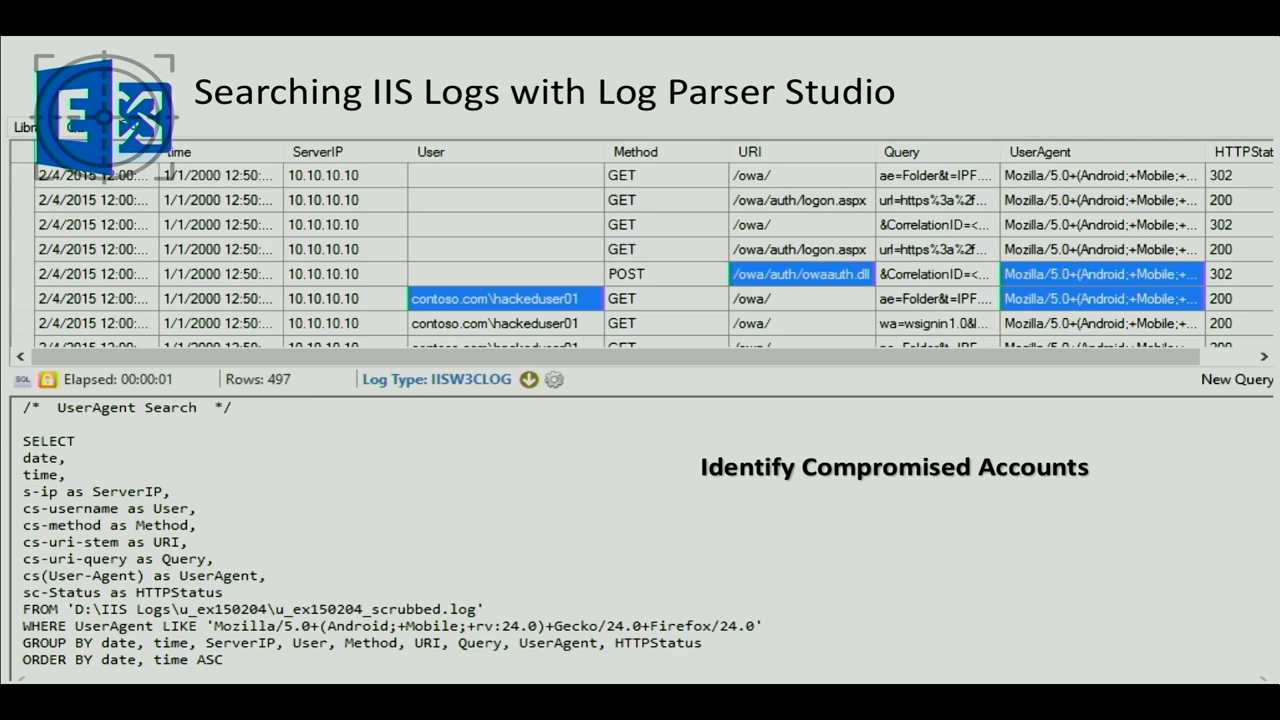 Searching IIS Logs with Log Parser Studio
E
time ServerIP User Method URI Query UserAgent HTTPStat
2/4/2015 12:00:... 1/1/2000 12:50:... 10.10.10.10 GET /owa/ ae=Folder&t=IPF.... Mozilla/5.0+(Android;+Mobile;+... 302
2/4/2015 12:00:... 1/1/2000 12:50:... 10.10.10.10 GET /owa/auth/logon.aspx url=https%3a%2f... Mozilla/5.0+(Android;+Mobile;+... 200
2/4/2015 12:00:... 1/1/2000 12:50:... 10.10.10.10 GET /owa/ &CorrelationID=<... Mozilla/5.0+(Android;+Mobile;+... 302
2/4/2015 12:00:... 1/1/2000 12:50:... 10.10.10.10 GET /owa/auth/logon.aspx url=https%3a%2f... Mozilla/5.0+(Android;+Mobile;+... 200
2/4/2015 12:00:... 1/1/2000 12:50:... 10.10.10.10 POST /owa/auth/owaauth.dll &CorrelationID=<... Mozilla/5.0+(Android;+Mobile;+... 302
2/4/2015 12:00:... 1/1/2000 12:50:... 10.10.10.10 contoso.com\hackeduser01 GET /owa/ ae=Folder&t=IPF.... Mozilla/5.0+(Android;+Mobile;+... 200
2/4/2015 12:00:... 1/1/2000 12:50:... 10.10.10.10 contoso.com\hackeduser01 GET /owa/ wa=wsignin1.0&l... Mozilla/5.0+(Android;+Mobile;+... 200
SQL Elapsed: 00:00:01 Rows: 497 Log Type: IISW3CLOG New Query
/* UserAgent Search */
SELECT
date,
time,
s-ip as ServerIP,
cs-username as User,
cs-method as Method,
cs-uri-stem as URI,
cs-uri-query as Query,
cs(User-Agent) as UserAgent,
sc-Status as HTTPStatus
FROM 'D:\IIS Logs\u_ex150204\u_ex150204_scrubbed.log'
WHERE UserAgent LIKE 'Mozilla/5.0+(Android;+Mobile;+rv:24.0)+Gecko/24.0+Firefox/24.0'
GROUP BY date, time, ServerIP, User, Method, URI, Query, UserAgent, HTTPStatus
ORDER BY date, time ASC
Identify Compromised Accounts